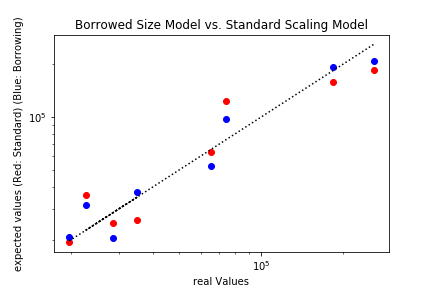 Borrowed Size Model vs. Standard Scaling Model
expected values (Red: Standard) (Blue: Borrowing)
10⁵
10⁵
real Values